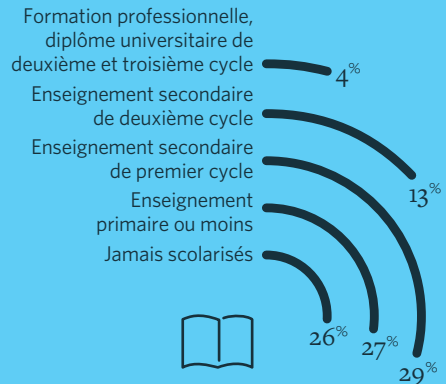 Formation professionnelle,
diplôme universitaire de
deuxième et troisième cycle
4%
Enseignement secondaire
de deuxième cycle
13%
Enseignement secondaire
de premier cycle
29%
Enseignement
primaire ou moins
27%
Jamais scolarisés
26%